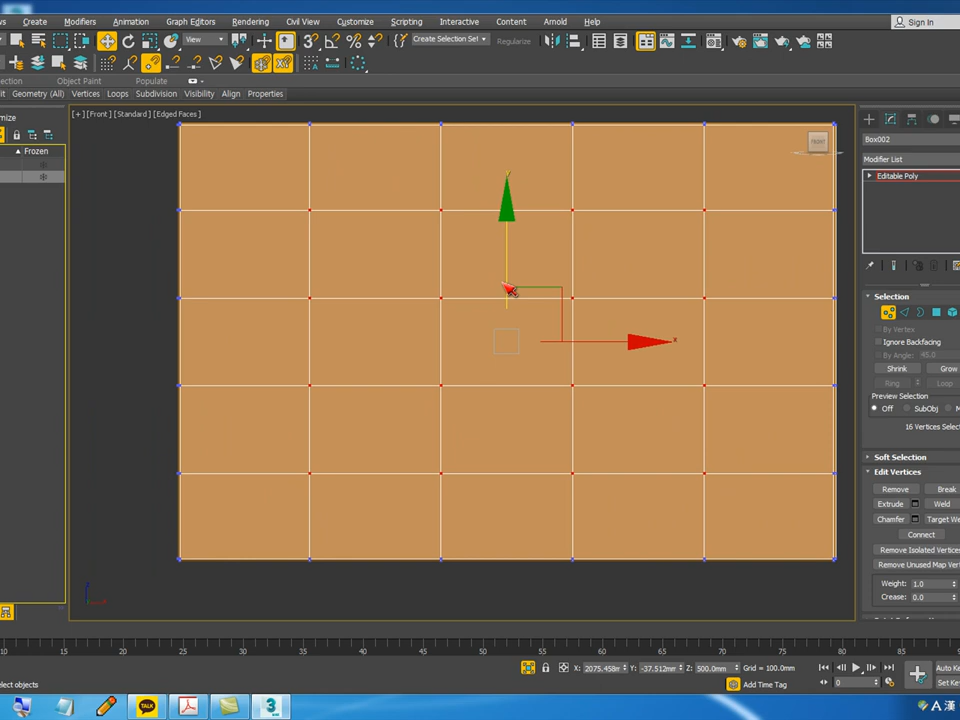 Create Modifiers Animation Graph Editors Rendering Civil View Customize Scripting Interactive Content Arnold Help Sign In
View Create Selection Set Regularize
Object Paint Populate
Geometry (All) Vertices Loops Subdivision Visibility Align Properties
[+] [Front] [Standard] [Edged Faces]
Frozen
FRONT
y
x
z
Box002
Modifier List
Editable Poly
Selection
By Vertex
Ignore Backfacing
By Angle: 45.0
Shrink Grow
Ring Loop
Preview Selection
Off SubObj M
16 Vertices Select
Soft Selection
Edit Vertices
Remove Break
Extrude Weld
Chamfer Target We
Connect
Remove Isolated Vertices
Remove Unused Map Vert
Weight: 1.0
Crease: 0.0
10 15 20 25 30 35 40 45 50 55 60 65 70 75 80 85 90
X: 2075.458m Y: -37.512mm Z: 500.0mm Grid = 100.0mm
Auto Ke
elect objects
Add Time Tag
0
Set Ke
TALK
3
A 漢